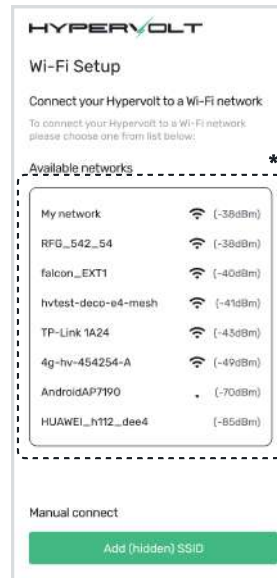 HYPERVOLT
Wi-Fi Setup
Connect your Hypervolt to a Wi-Fi network
To connect your Hypervolt to a Wi-Fi network
please choose one from list below:
Available networks
*
My network (-38dBm)
RFG_542_54 (-38dBm)
falcon_EXT1 (-40dBm)
hvtest-deco-e4-mesh (-41dBm)
TP-Link 1A24 (-43dBm)
4g-hv-454254-A (-49dBm)
AndroidAP7190 (-70dBm)
HUAWEI_h112_dee4 (-85dBm)
Manual connect
Add (hidden) SSID